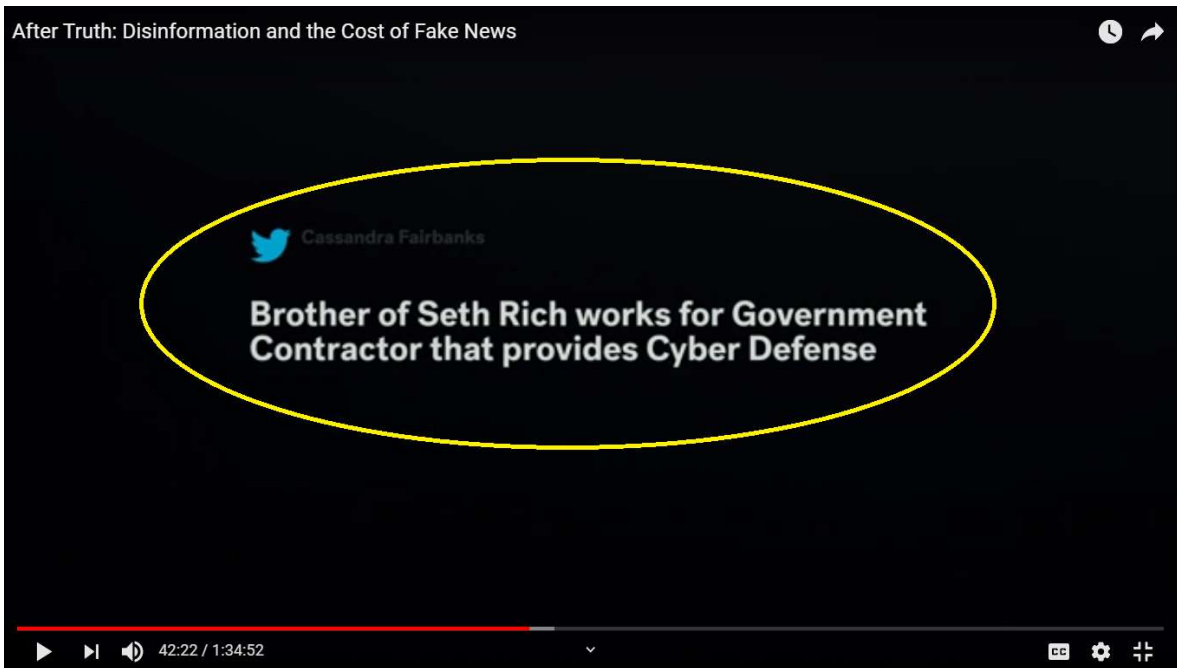 After Truth: Disinformation and the Cost of Fake News
Cassandra Fairbanks
Brother of Seth Rich works for Government
Contractor that provides Cyber Defense
42:22 / 1:34:52
CC